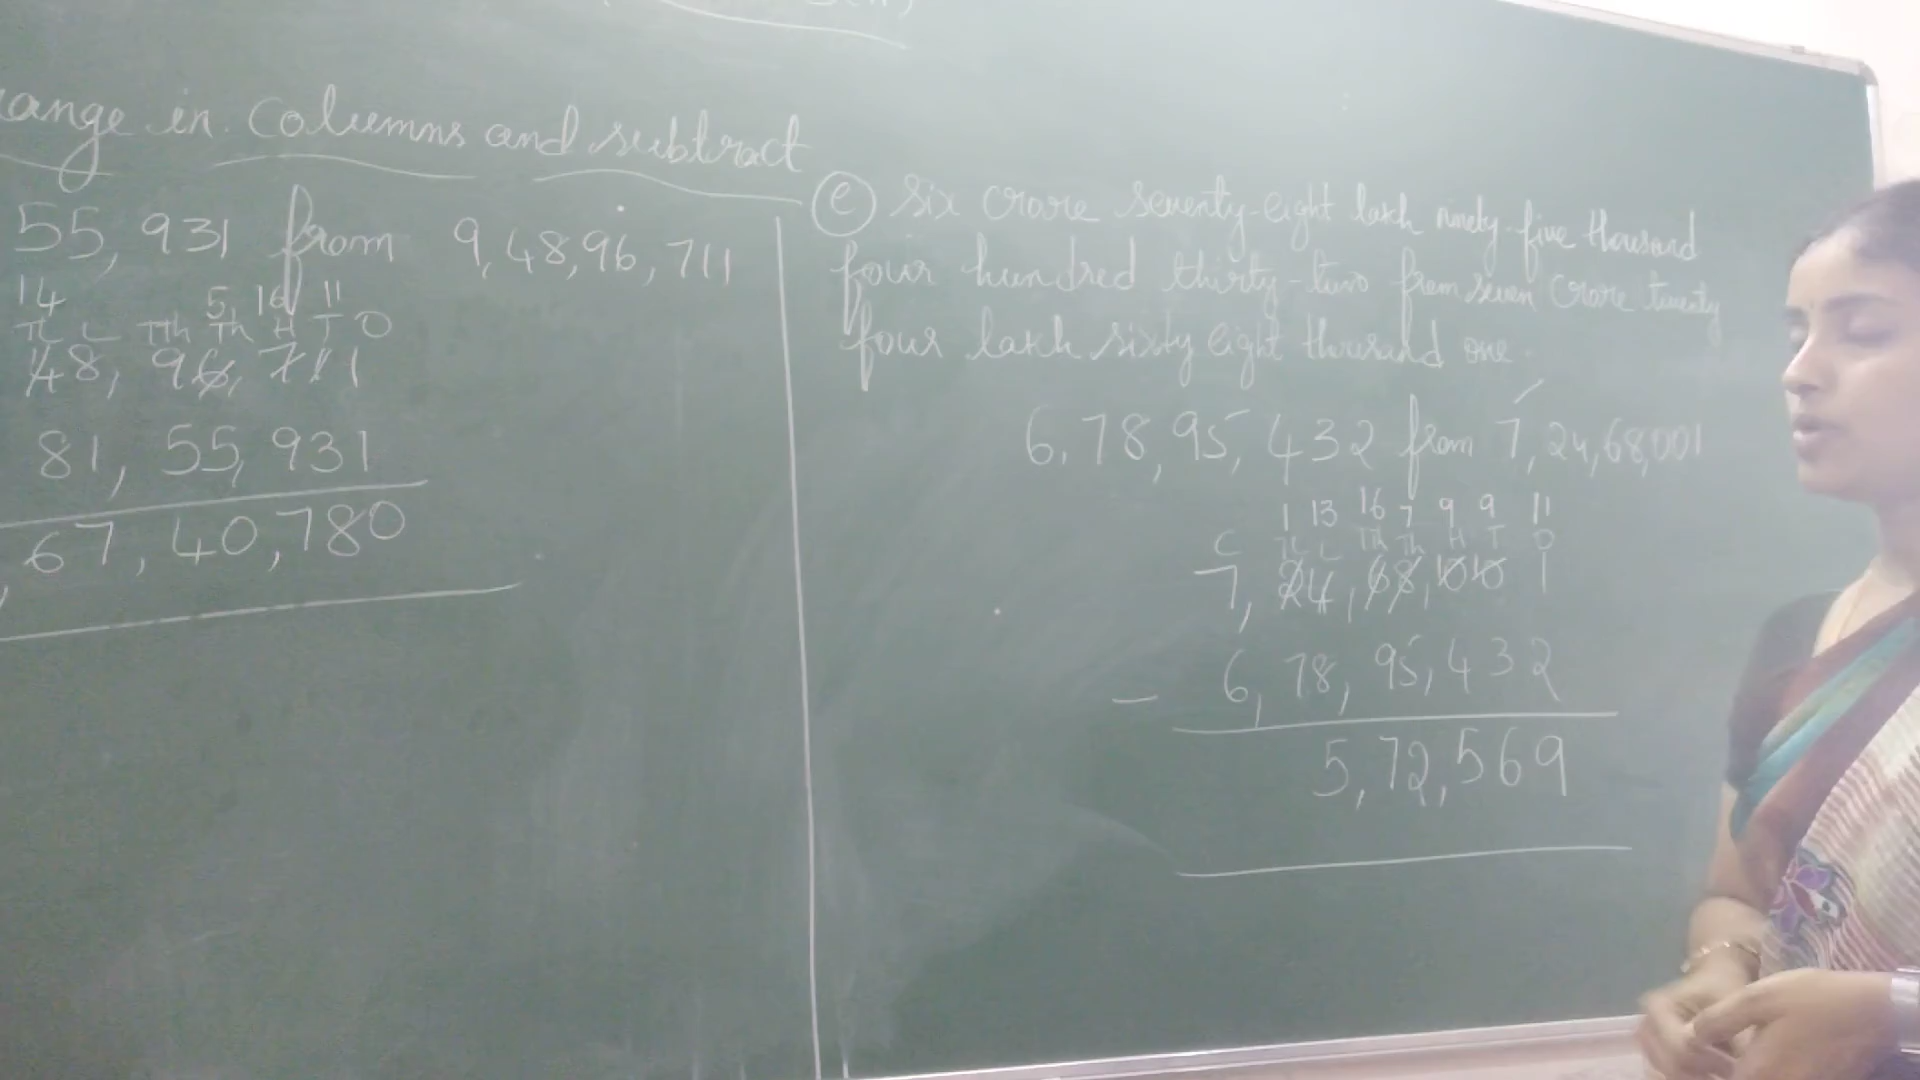 ange in columns and subtract
55,931 from 9,48,96,711
14 5 16 11
TL L TTh Th H T O
48,96,711
81,55,931
67,40,780
(e) Six crore seventy-eight lakh ninety-five thousand
four hundred thirty-two from seven crore twenty
four lakh sixty eight thousand one.
6,78,95,432 from 7,24,68,001
1 13 16 7 9 9 11
C TL L TTh Th H T O
7,24,68,10 10 1
- 6,78,95,432
5,72,569